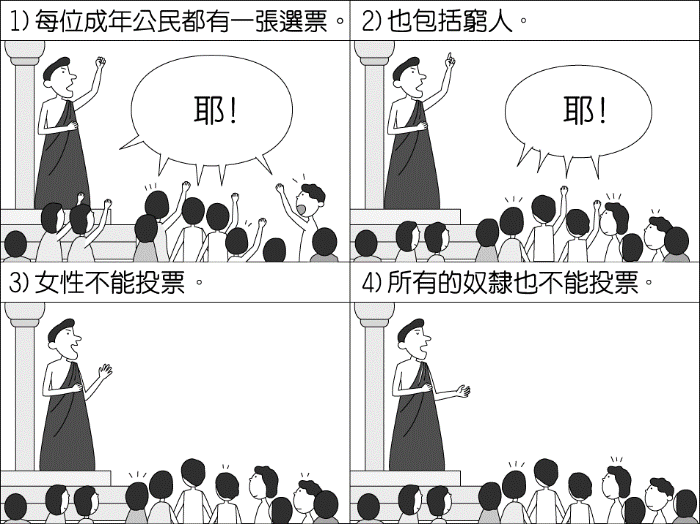 1)每位成年公民都有一張選票。
2)也包括窮人。
耶!
耶!
3)女性不能投票。
4)所有的奴隸也不能投票。